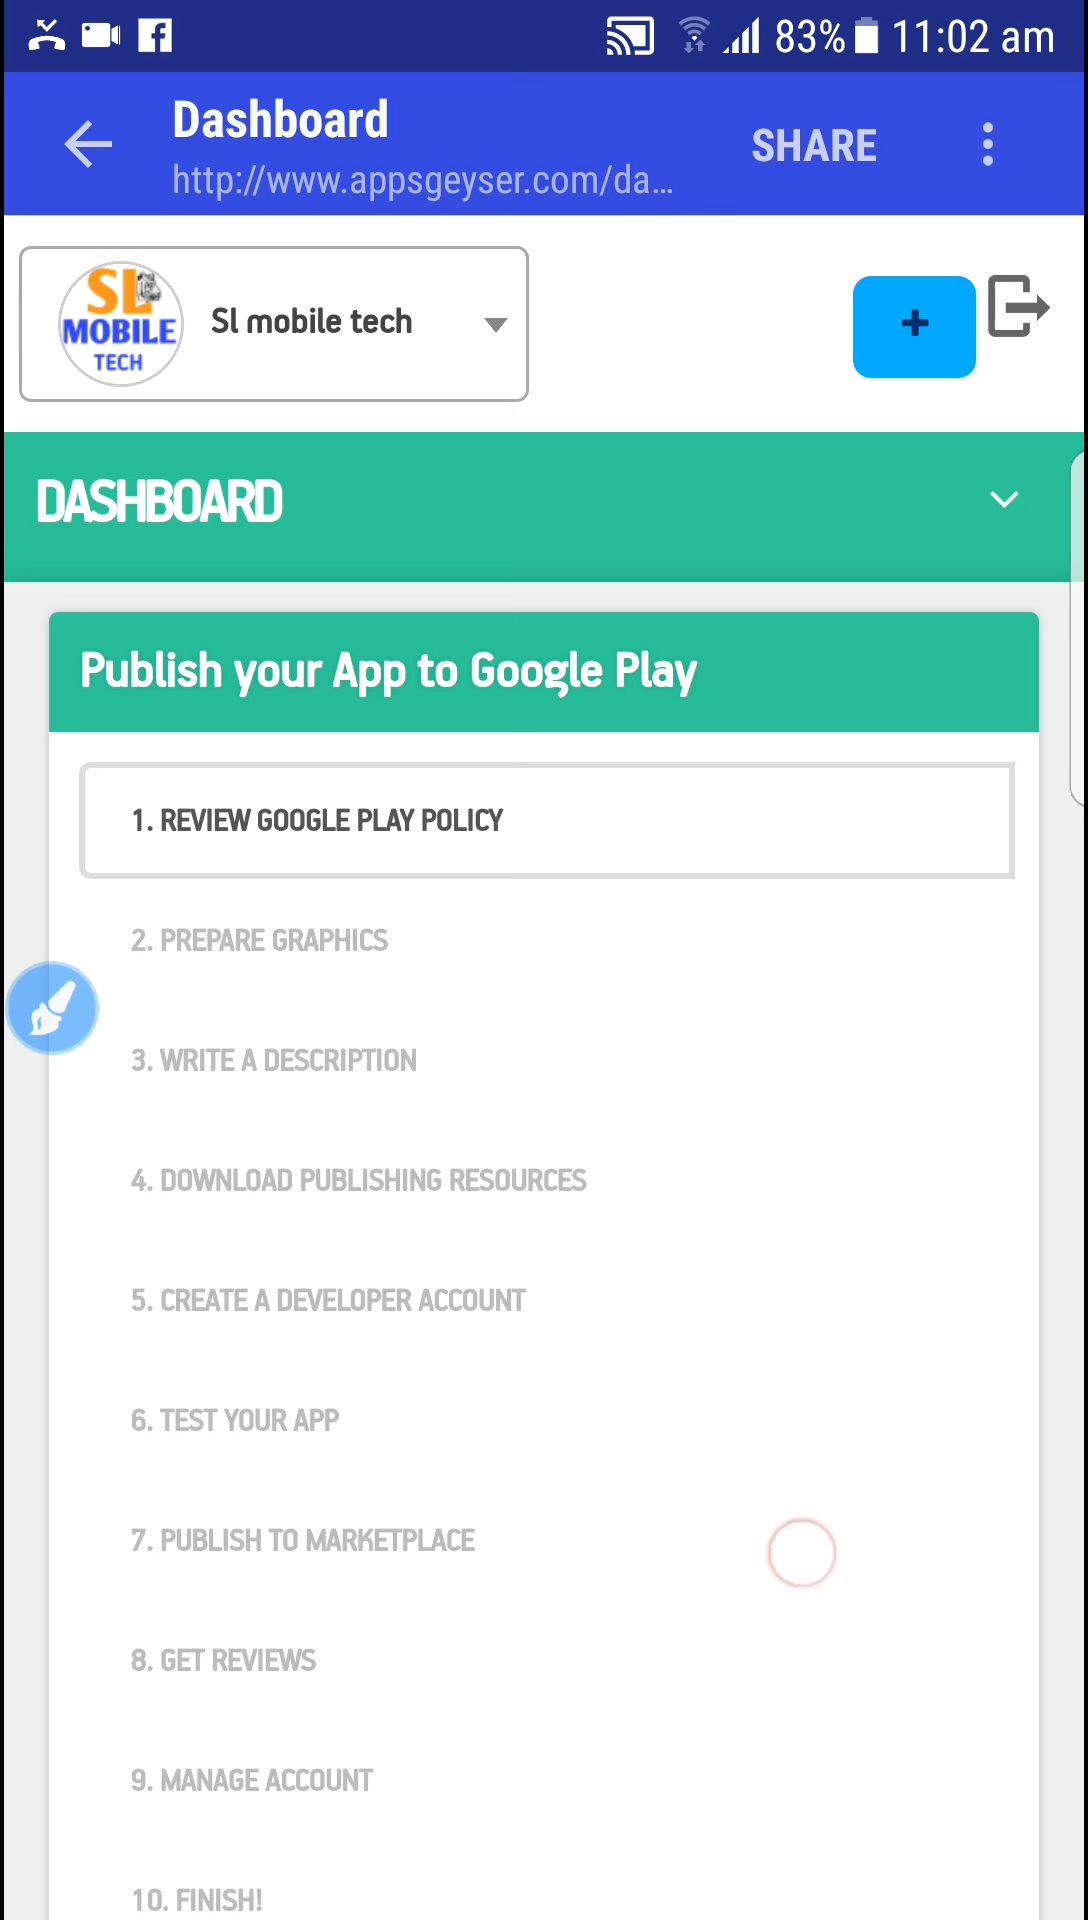 83% 11:02 am
Dashboard
http://www.appsgeyser.com/da...
SHARE
SL
MOBILE
TECH
Sl mobile tech
+
DASHBOARD
Publish your App to Google Play
1. REVIEW GOOGLE PLAY POLICY
2. PREPARE GRAPHICS
3. WRITE A DESCRIPTION
4. DOWNLOAD PUBLISHING RESOURCES
5. CREATE A DEVELOPER ACCOUNT
6. TEST YOUR APP
7. PUBLISH TO MARKETPLACE
8. GET REVIEWS
9. MANAGE ACCOUNT
10. FINISH!